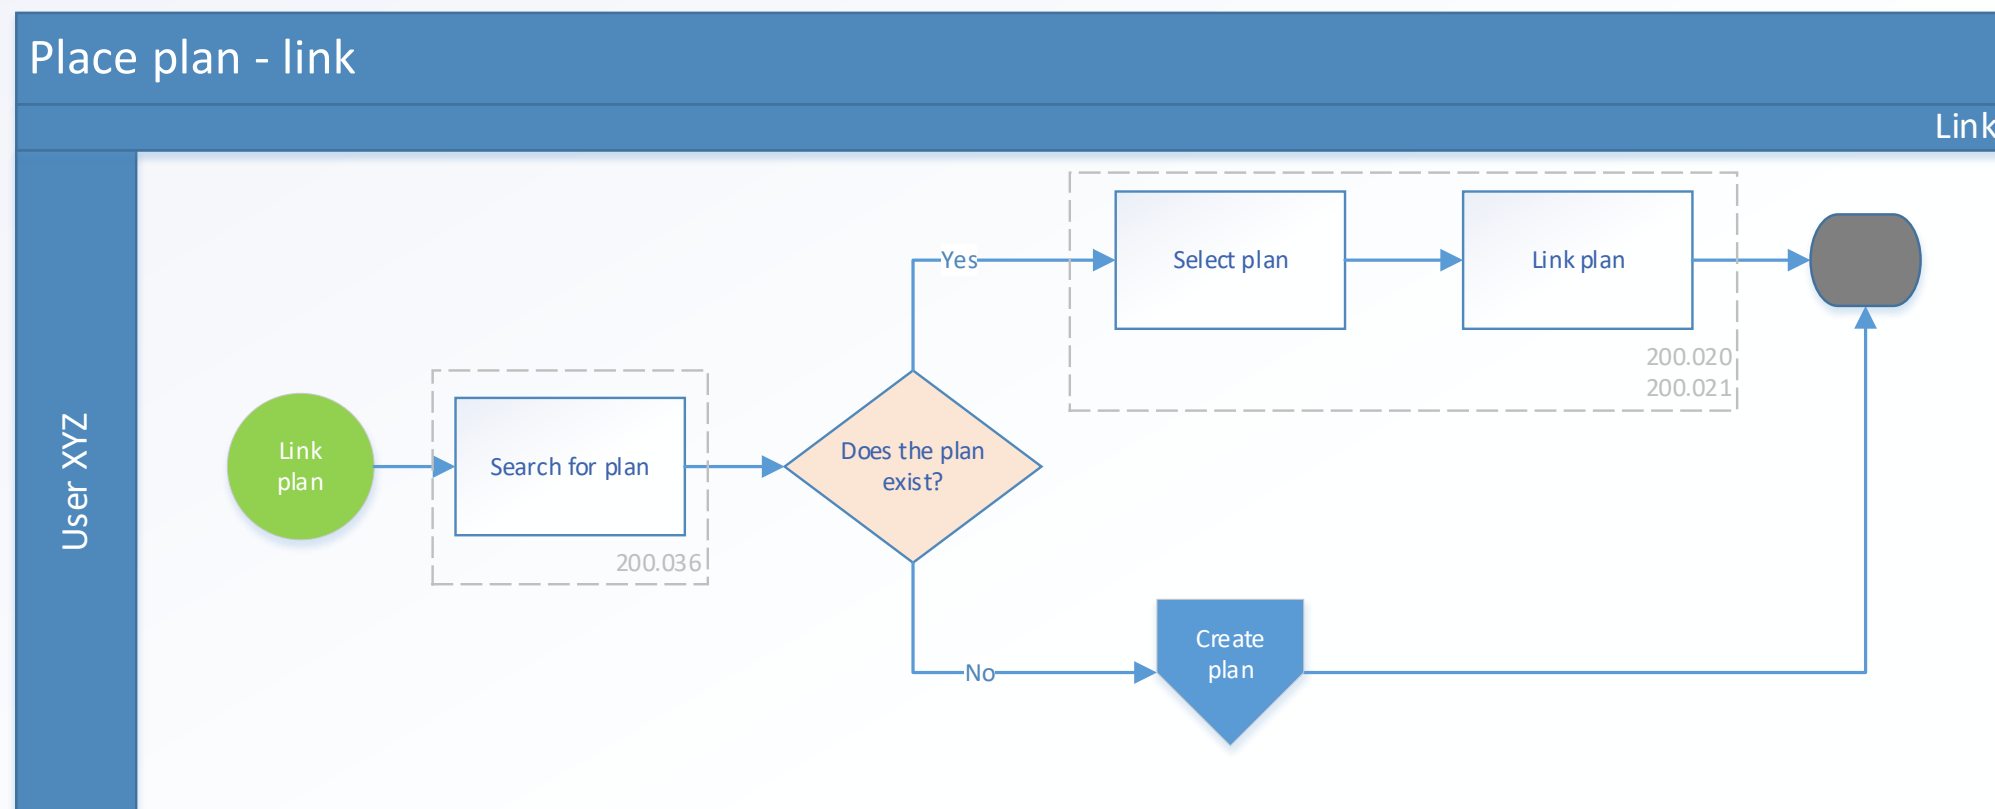 Place plan - link
Link
User XYZ
Link
plan
Search for plan
200.036
Does the plan
exist?
Yes
Select plan
Link plan
200.020
200.021
No
Create
plan